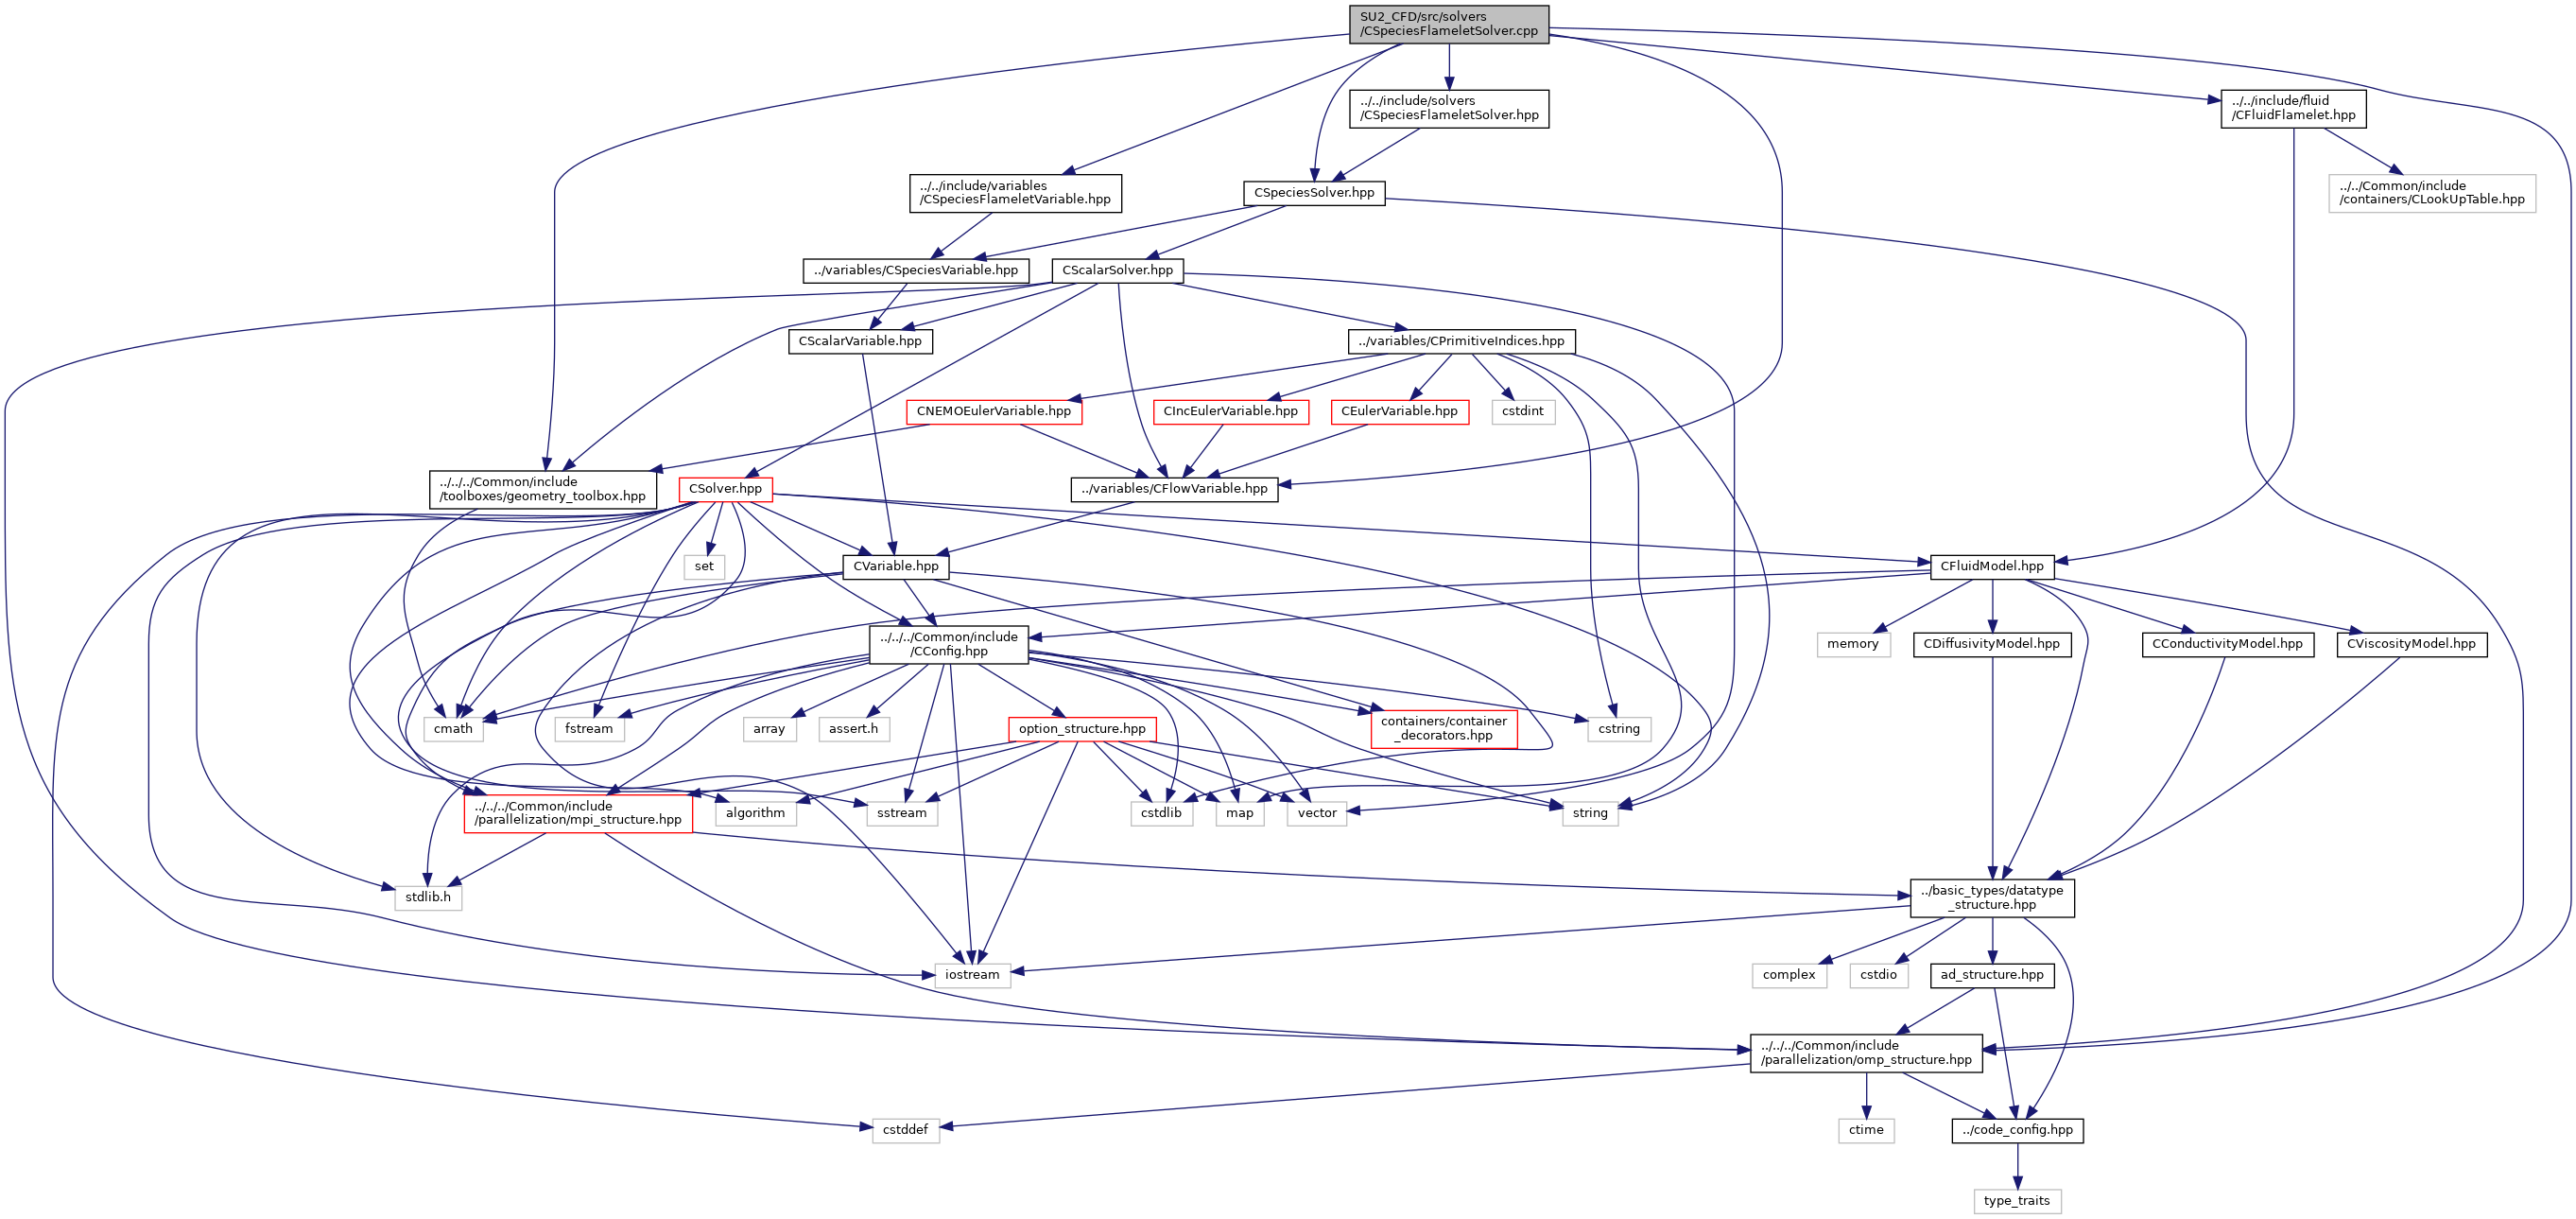 SU2_CFD/src/solvers
/CSpeciesFlameletSolver.cpp
../../include/solvers
/CSpeciesFlameletSolver.hpp
../../include/fluid
/CFluidFlamelet.hpp
../../include/variables
/CSpeciesFlameletVariable.hpp
CSpeciesSolver.hpp
../../Common/include
/containers/CLookUpTable.hpp
../variables/CSpeciesVariable.hpp
CScalarSolver.hpp
CScalarVariable.hpp
../variables/CPrimitiveIndices.hpp
CNEMOEulerVariable.hpp
CIncEulerVariable.hpp
CEulerVariable.hpp
cstdint
../../../Common/include
/toolboxes/geometry_toolbox.hpp
CSolver.hpp
../variables/CFlowVariable.hpp
set
CVariable.hpp
CFluidModel.hpp
../../../Common/include
/CConfig.hpp
memory
CDiffusivityModel.hpp
CConductivityModel.hpp
CViscosityModel.hpp
cmath
fstream
array
assert.h
option_structure.hpp
containers/container
_decorators.hpp
cstring
../../../Common/include
/parallelization/mpi_structure.hpp
algorithm
sstream
cstdlib
map
vector
string
stdlib.h
../basic_types/datatype
_structure.hpp
iostream
complex
cstdio
ad_structure.hpp
../../../Common/include
/parallelization/omp_structure.hpp
cstddef
ctime
../code_config.hpp
type_traits